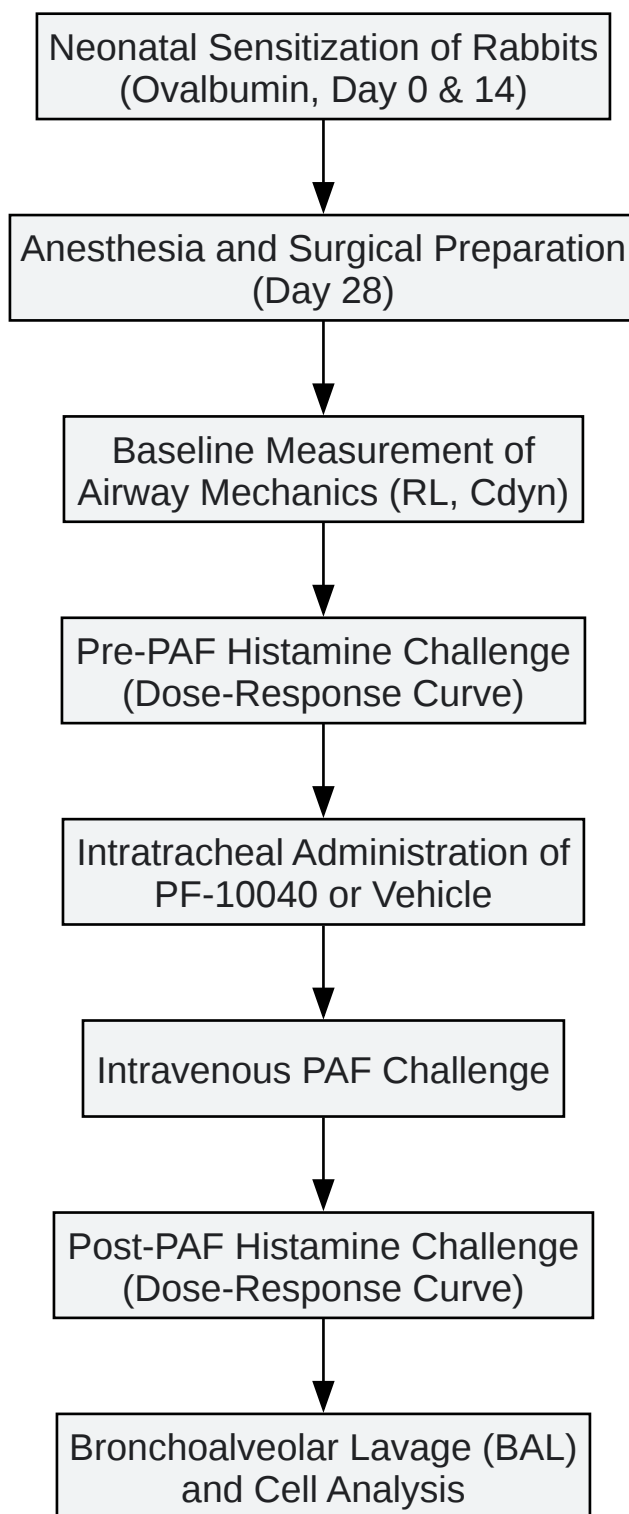 Neonatal Sensitization of Rabbits
(Ovalbumin, Day 0 & 14)
Anesthesia and Surgical Preparation
(Day 28)
Baseline Measurement of
Airway Mechanics (RL, Cdyn)
Pre-PAF Histamine Challenge
(Dose-Response Curve)
Intratracheal Administration of
PF-10040 or Vehicle
Intravenous PAF Challenge
Post-PAF Histamine Challenge
(Dose-Response Curve)
Bronchoalveolar Lavage (BAL)
and Cell Analysis